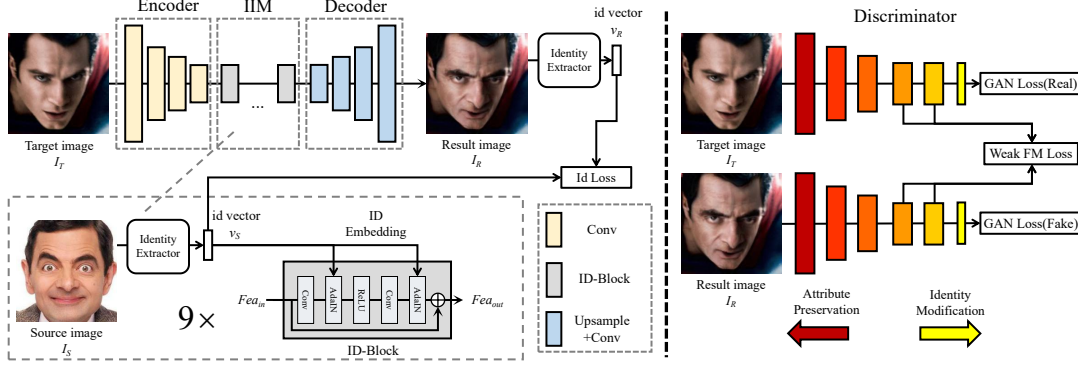 Encoder
IIM
Decoder
id vector
v_R
Identity
Extractor
...
Target image
I_T
Result image
I_R
Id Loss
id vector
v_S
ID
Embedding
Identity
Extractor
Source image
I_S
9×
Fea_in
Conv
AdaIN
ReLU
Conv
AdaIN
Fea_out
ID-Block
Conv
ID-Block
Upsample
+Conv
Discriminator
Target image
I_T
GAN Loss(Real)
Weak FM Loss
GAN Loss(Fake)
Result image
I_R
Attribute
Preservation
Identity
Modification